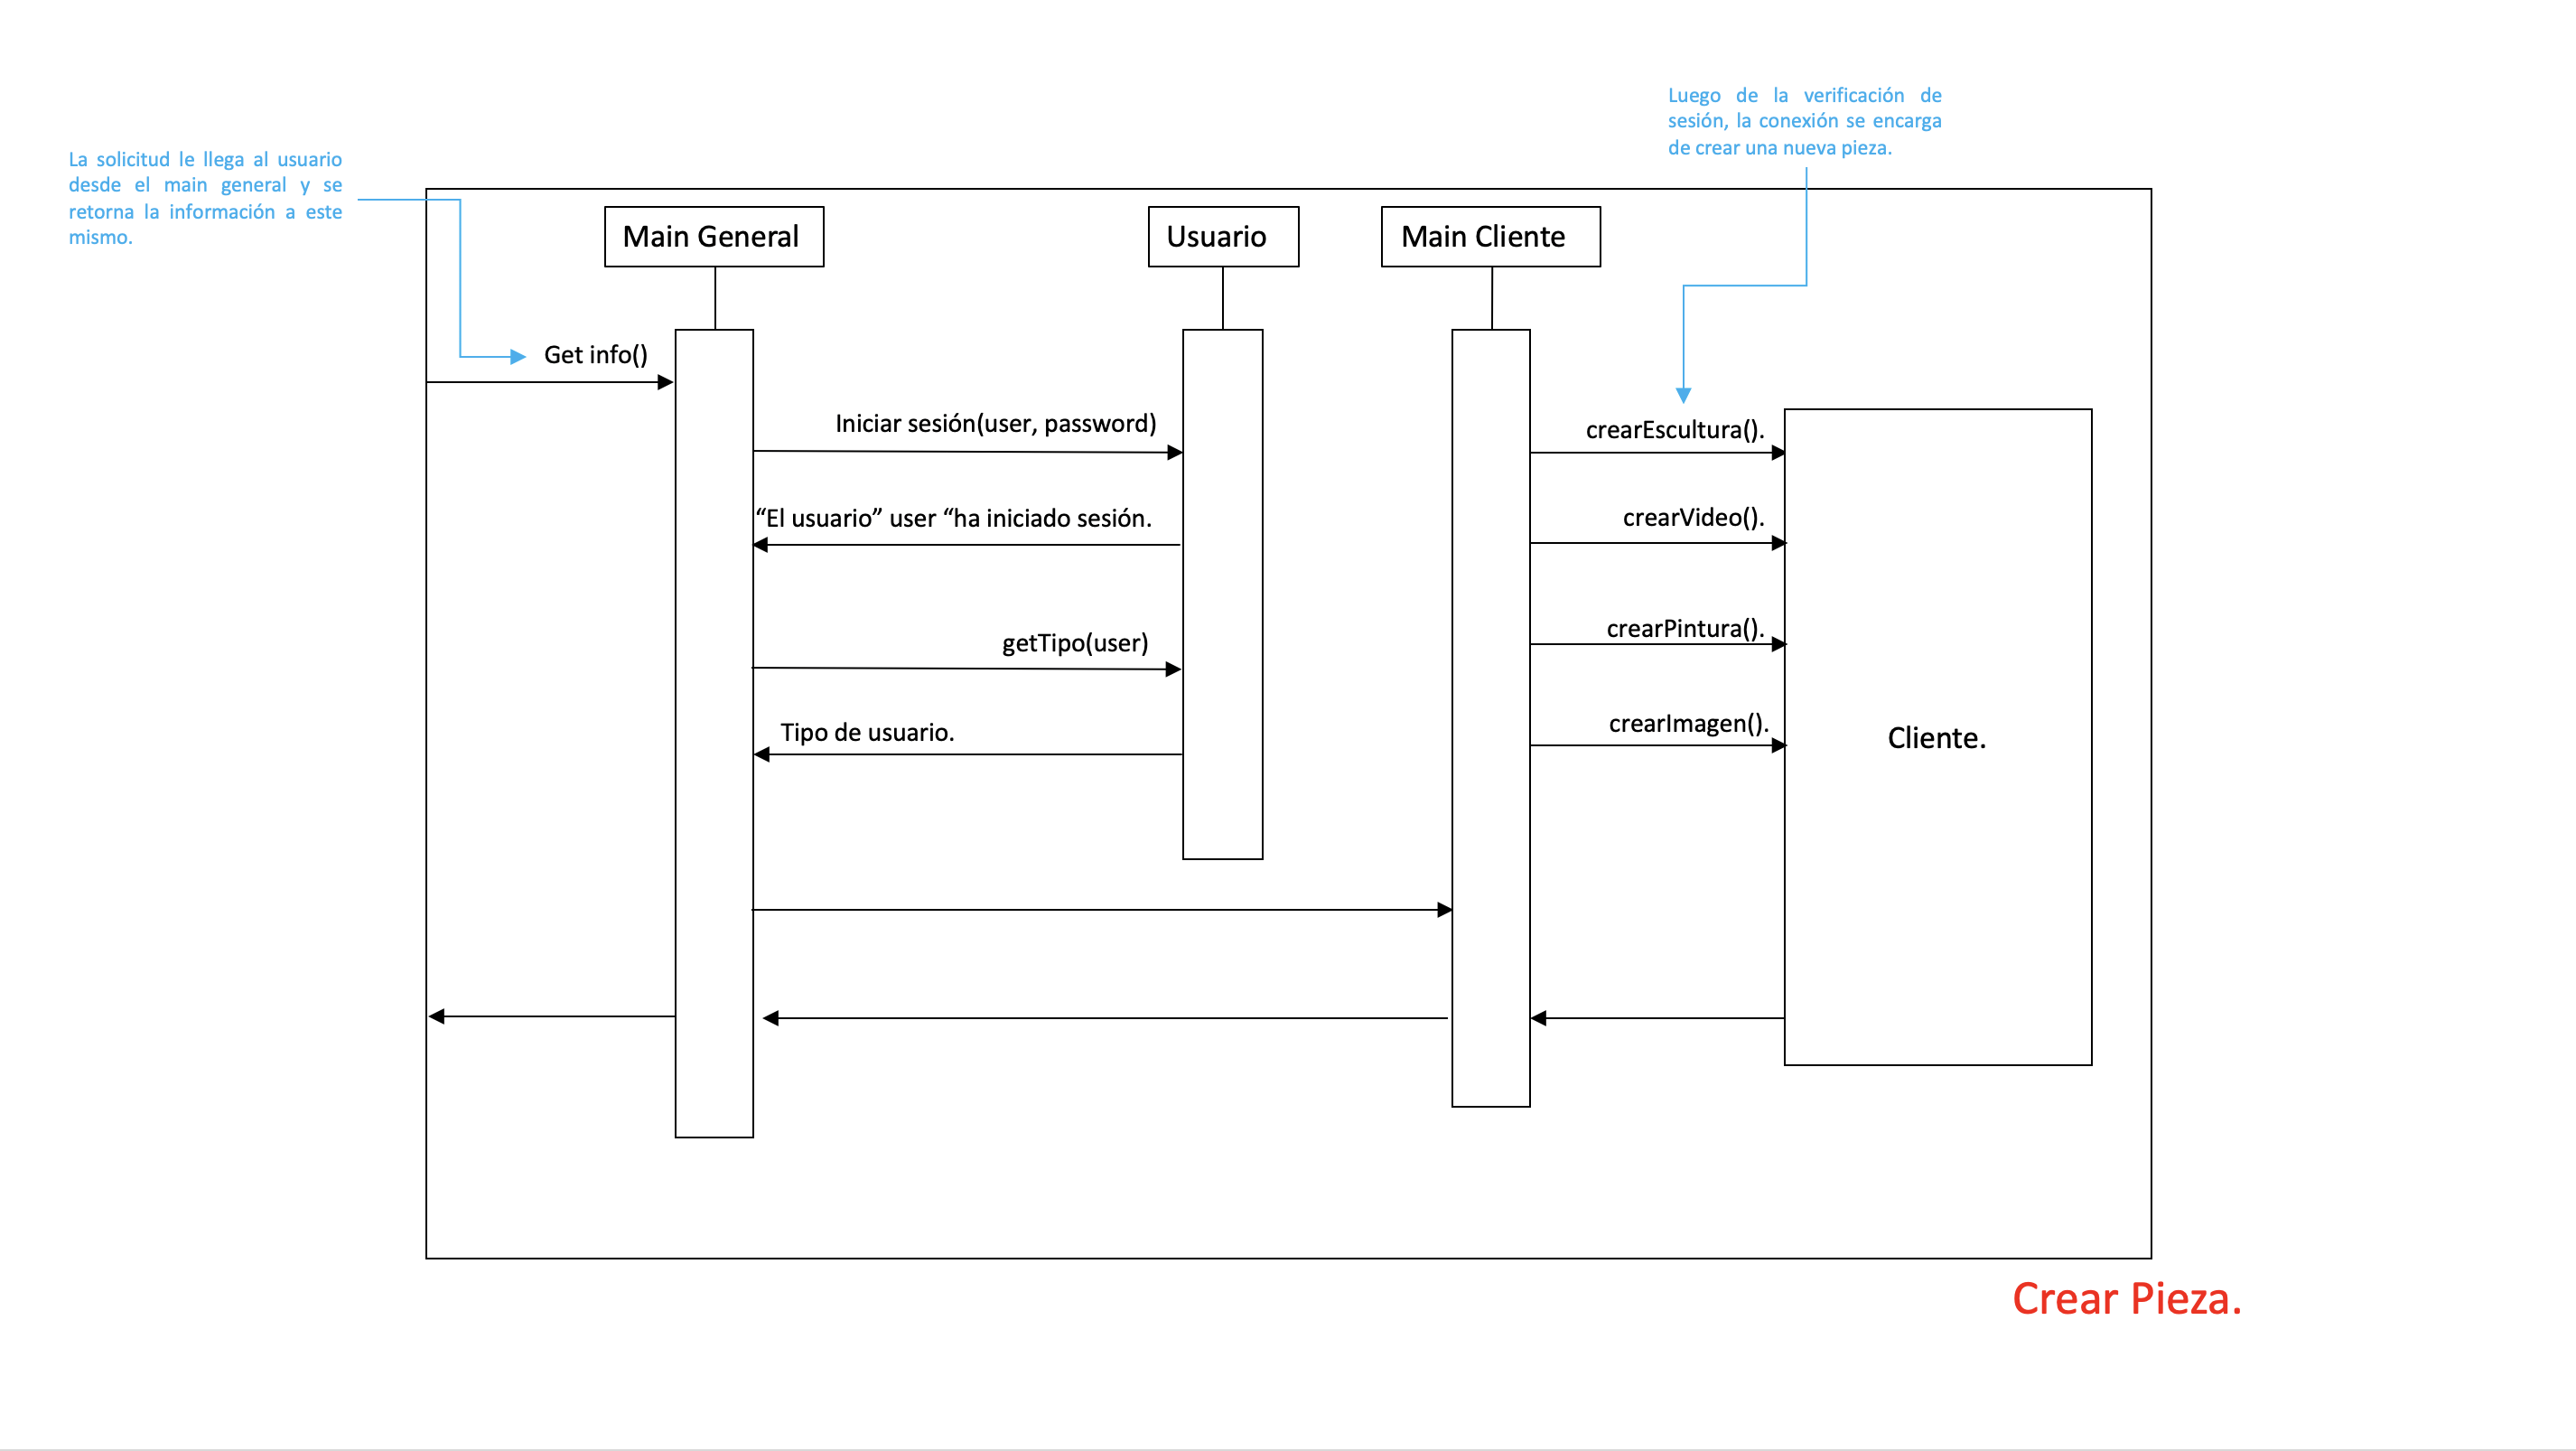 Luego de la verificación de
sesión, la conexión se encarga
de crear una nueva pieza.
La solicitud le llega al usuario
desde el main general y se
retorna la información a este
mismo.
Main General
Usuario
Main Cliente
Get info()
Iniciar sesión(user, password)
crearEscultura().
“El usuario” user “ha iniciado sesión.
crearVideo().
getTipo(user)
crearPintura().
Tipo de usuario.
crearImagen().
Cliente.
Crear Pieza.